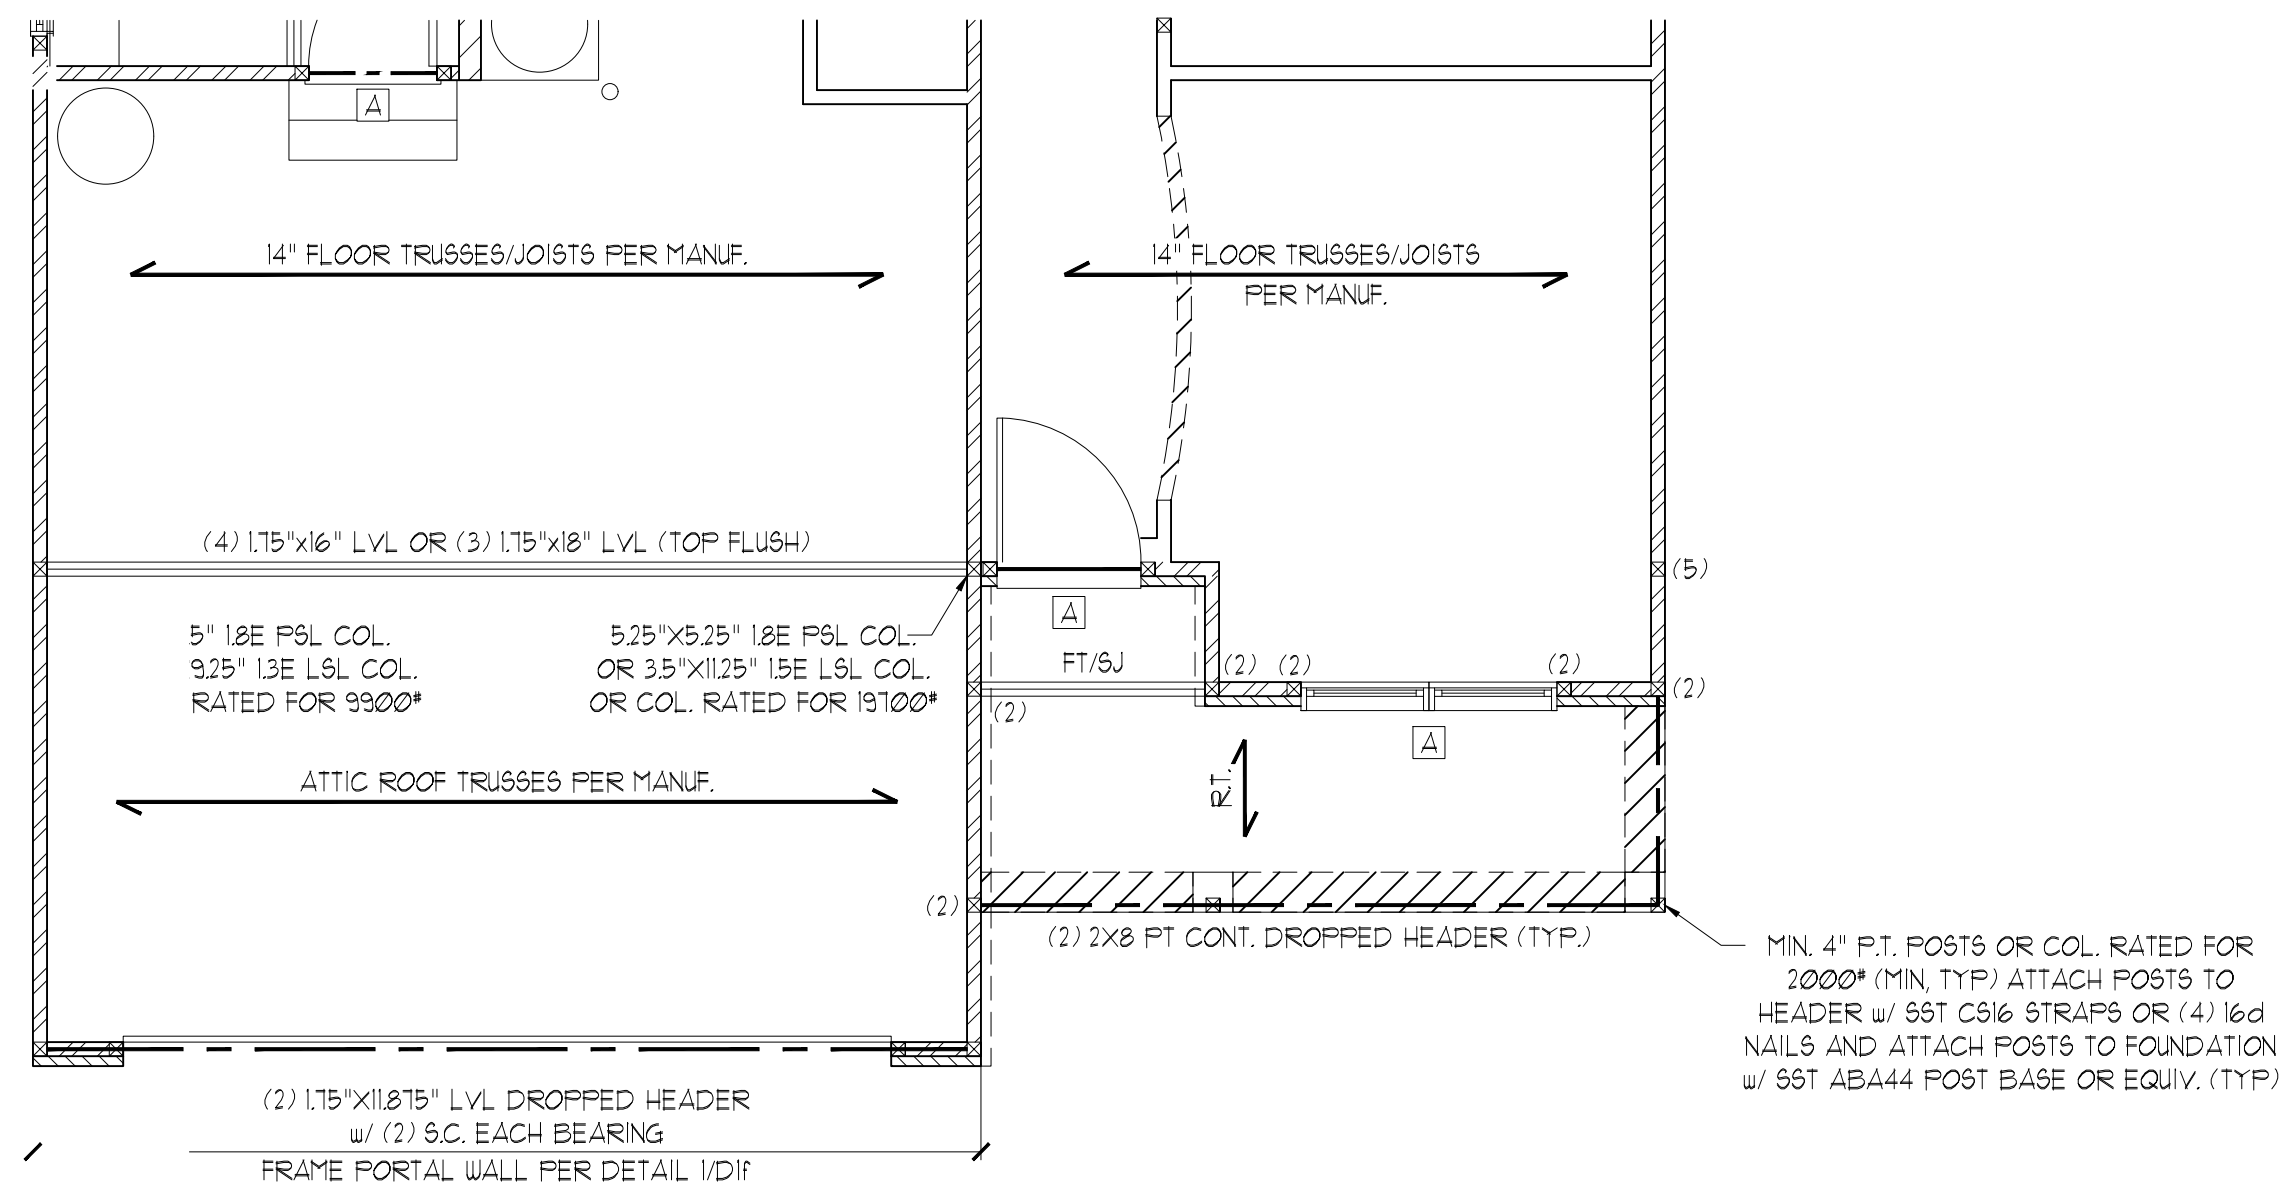 A
14" FLOOR TRUSSES/JOISTS PER MANUF.
14" FLOOR TRUSSES/JOISTS
PER MANUF.
(4) 1.75"x16" LVL OR (3) 1.75"x18" LVL (TOP FLUSH)
(5)
5" 1.8E PSL COL.
9.25" 1.3E LSL COL.
RATED FOR 9900#
5.25"X5.25" 1.8E PSL COL.
OR 3.5"X11.25" 1.5E LSL COL.
OR COL. RATED FOR 19700#
A
FT/SJ
(2)
(2)
(2)
(2)
(2)
A
ATTIC ROOF TRUSSES PER MANUF.
R.T.
(2)
(2) 2X8 PT CONT. DROPPED HEADER (TYP.)
MIN. 4" P.T. POSTS OR COL. RATED FOR
2000# (MIN, TYP) ATTACH POSTS TO
HEADER w/ SST CS16 STRAPS OR (4) 16d
NAILS AND ATTACH POSTS TO FOUNDATION
w/ SST ABA44 POST BASE OR EQUIV. (TYP)
(2) 1.75"X11.875" LVL DROPPED HEADER
w/ (2) S.C. EACH BEARING
FRAME PORTAL WALL PER DETAIL 1/D1f